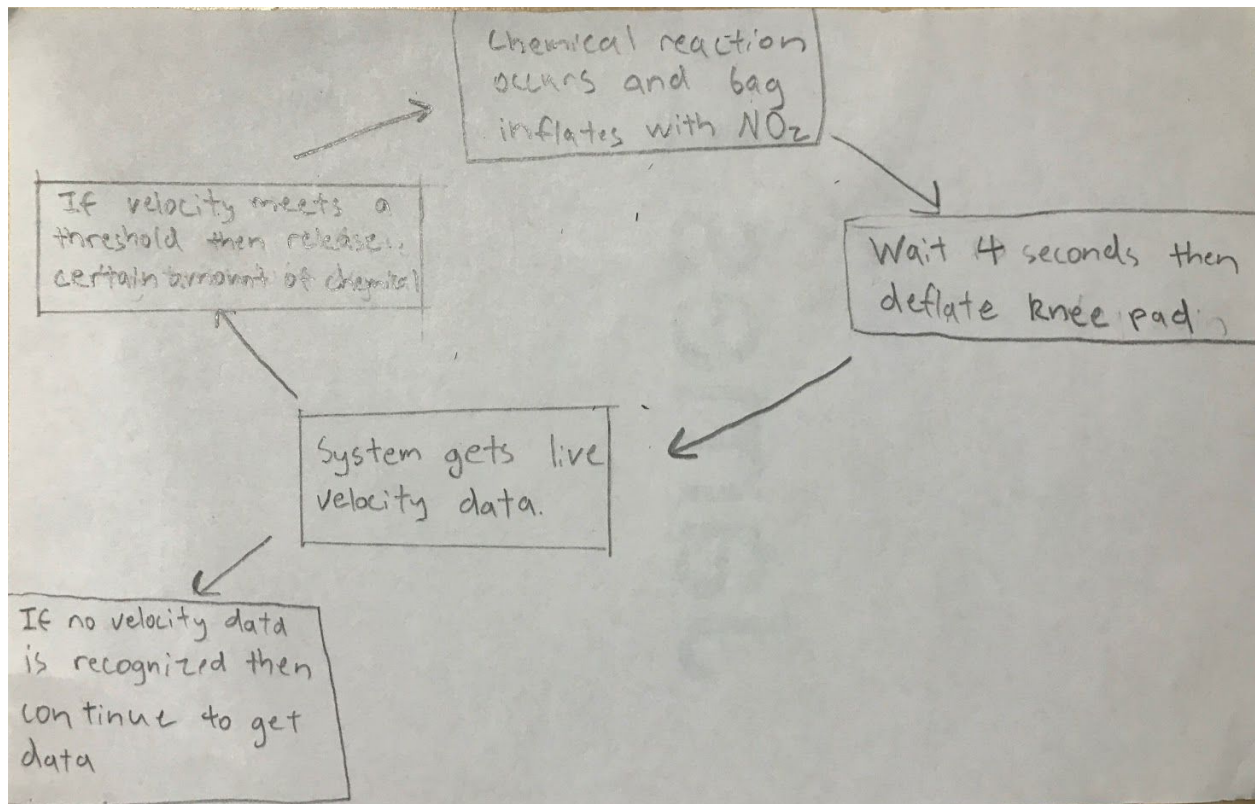 Chemical reaction
occurs and bag
inflates with NO₂
If velocity meets a
threshold then release
certain amount of chemical
Wait 4 seconds then
deflate knee pad
System gets live
velocity data.
If no velocity data
is recognized then
continue to get
data